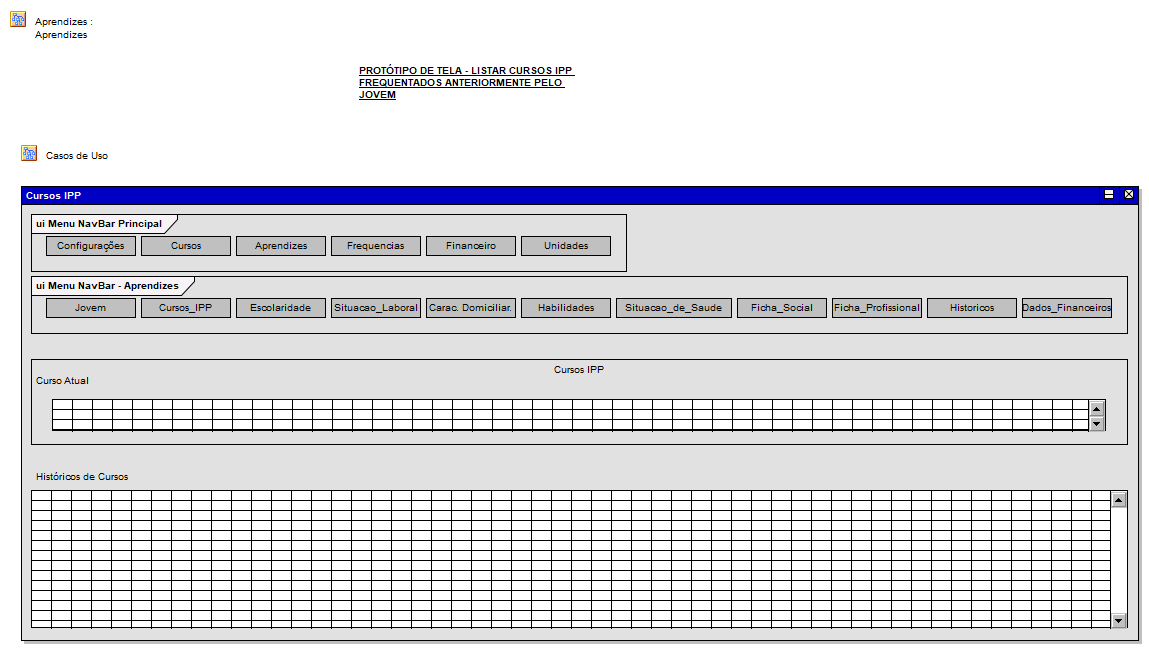 Aprendizes :
Aprendizes
PROTÓTIPO DE TELA - LISTAR CURSOS IPP
FREQUENTADOS ANTERIORMENTE PELO
JOVEM
Casos de Uso
Cursos IPP
ui Menu NavBar Principal
Configurações Cursos Aprendizes Frequencias Financeiro Unidades
ui Menu NavBar - Aprendizes
Jovem Cursos_IPP Escolaridade Situacao_Laboral Carac. Domiciliar. Habilidades Situacao_de_Saude Ficha_Social Ficha_Profissional Historicos Dados_Financeiros
Cursos IPP
Curso Atual
Históricos de Cursos